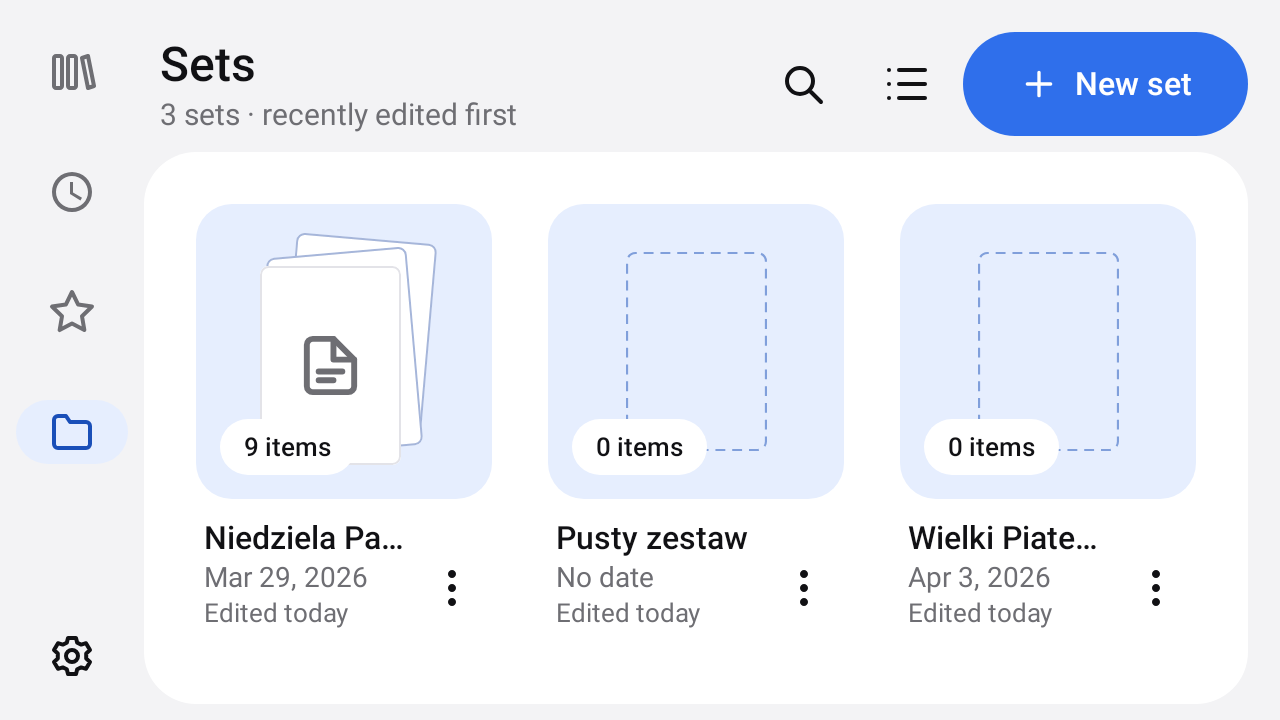 Sets
3 sets · recently edited first
New set
9 items
0 items
0 items
Niedziela Pa…
Mar 29, 2026
Edited today
Pusty zestaw
No date
Edited today
Wielki Piate…
Apr 3, 2026
Edited today